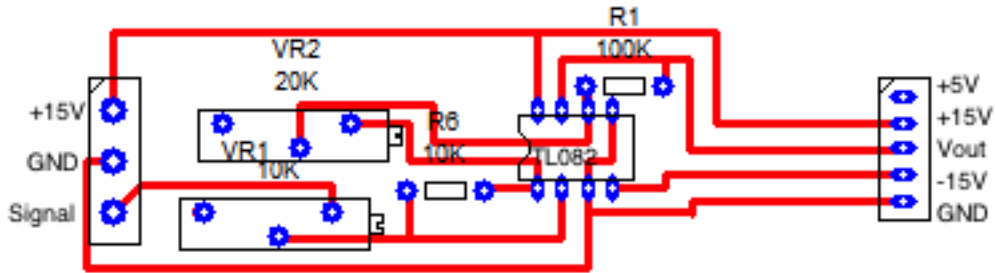 R1
100K
VR2
20K
+15V
GND
Signal
R6
10K
VR1
10K
TL082
+5V
+15V
Vout
-15V
GND